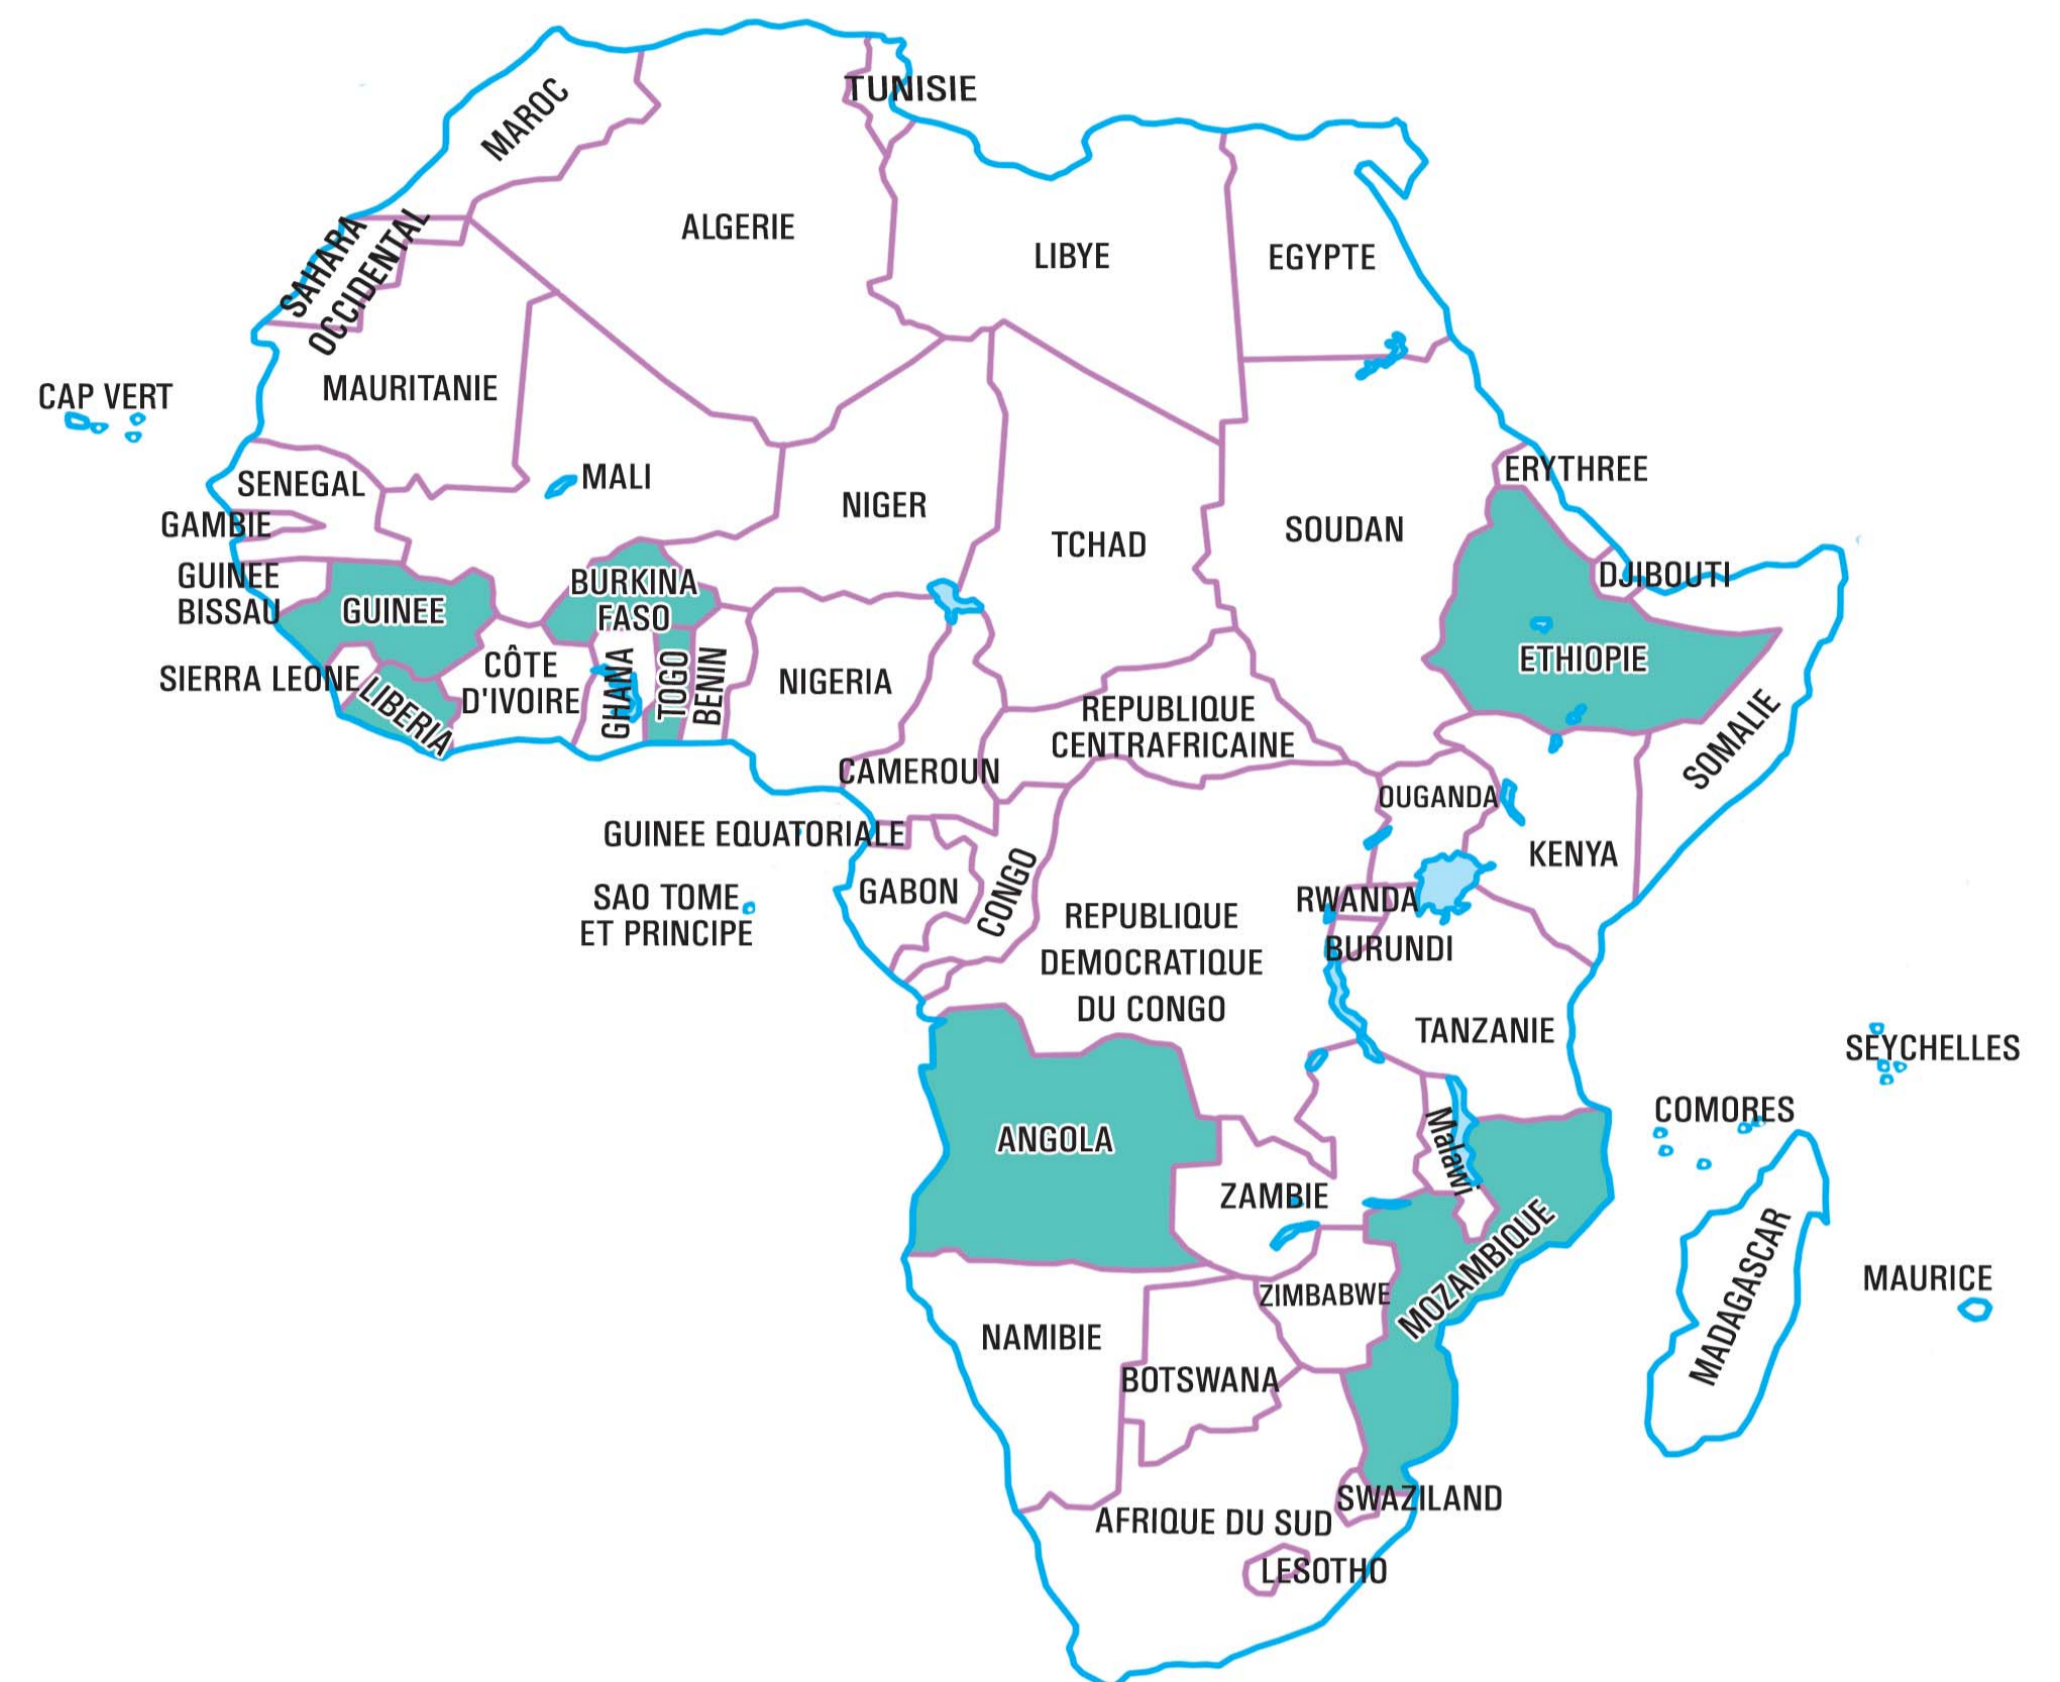 TUNISIE
MAROC
ALGERIE
LIBYE
EGYPTE
SAHARA
OCCIDENTAL
MAURITANIE
CAP VERT
MALI
NIGER
TCHAD
SOUDAN
ERYTHREE
SENEGAL
GAMBIE
GUINEE
BISSAU
GUINEE
BURKINA
FASO
DJIBOUTI
ETHIOPIE
SOMALIE
SIERRA LEONE
LIBERIA
CÔTE
D'IVOIRE
GHANA
TOGO
BENIN
NIGERIA
REPUBLIQUE
CENTRAFRICAINE
CAMEROUN
OUGANDA
KENYA
GUINEE EQUATORIALE
GABON
CONGO
SAO TOME
ET PRINCIPE
REPUBLIQUE
DEMOCRATIQUE
DU CONGO
RWANDA
BURUNDI
TANZANIE
SEYCHELLES
COMORES
ANGOLA
Malawi
ZAMBIE
MOZAMBIQUE
MADAGASCAR
MAURICE
ZIMBABWE
NAMIBIE
BOTSWANA
SWAZILAND
AFRIQUE DU SUD
LESOTHO